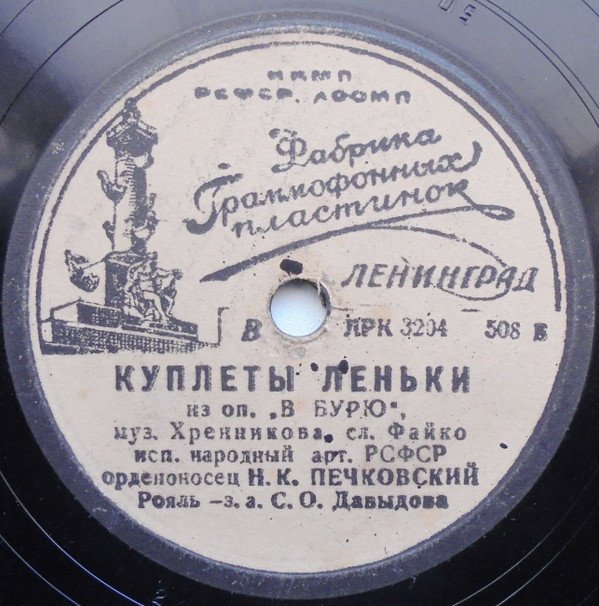 НКМП
РСФСР. ЛООМП
Фабрика
Граммофонных
пластинок
ЛЕНИНГРАД
В ЛРК 3204 508 Б
КУПЛЕТЫ ЛЕНЬКИ
из оп. „В БУРЮ“,
муз. Хренникова, сл. Файко
исп. народный арт. РСФСР
орденоносец Н. К. ПЕЧКОВСКИЙ
Рояль -з. а. С. О. Давыдова